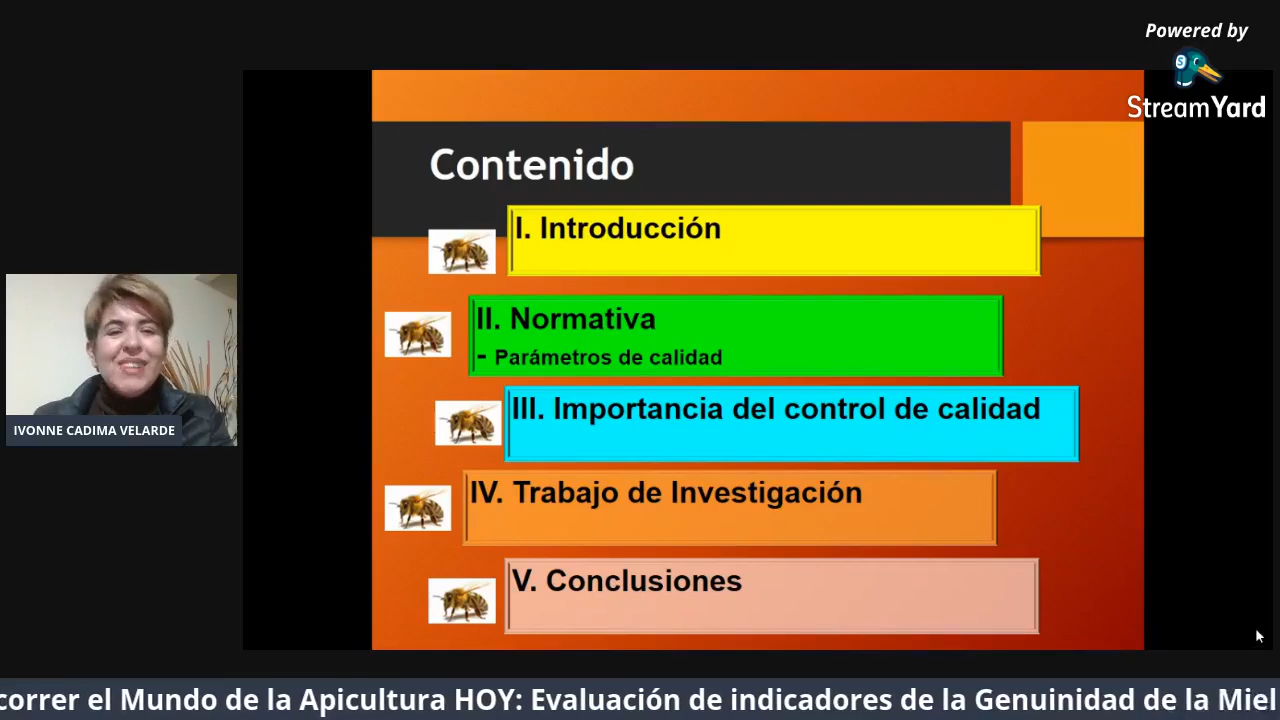 Powered by
StreamYard
Contenido
I. Introducción
II. Normativa
- Parámetros de calidad
III. Importancia del control de calidad
IV. Trabajo de Investigación
V. Conclusiones
IVONNE CADIMA VELARDE
correr el Mundo de la Apicultura HOY: Evaluación de indicadores de la Genuinidad de la Miel